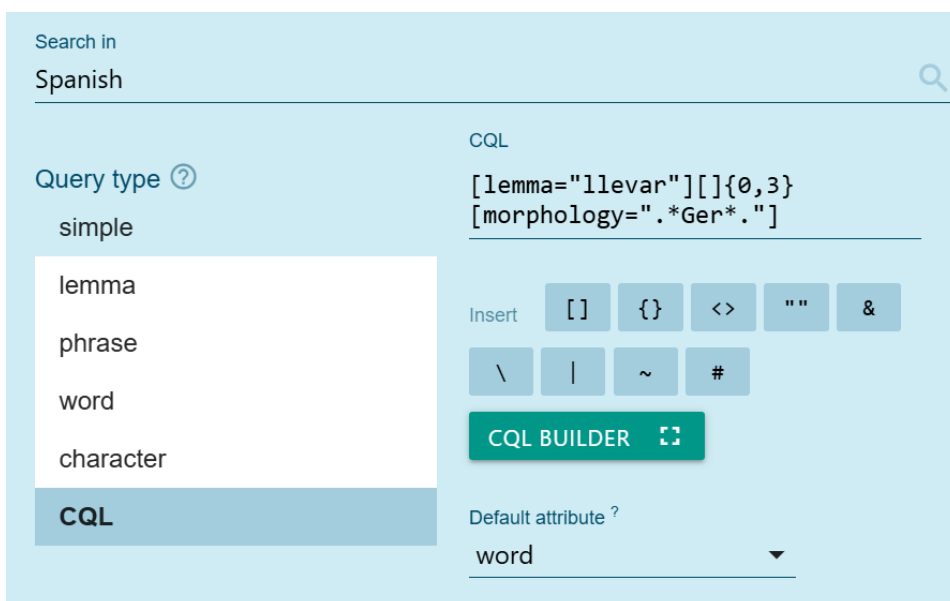 Search in
Spanish
Query type ?
simple
lemma
phrase
word
character
CQL
CQL
[lemma="llevar"][]{0,3}
[morphology=".*Ger*."]
Insert [] {} <> "" &
\ | ~ #
CQL BUILDER
Default attribute ?
word